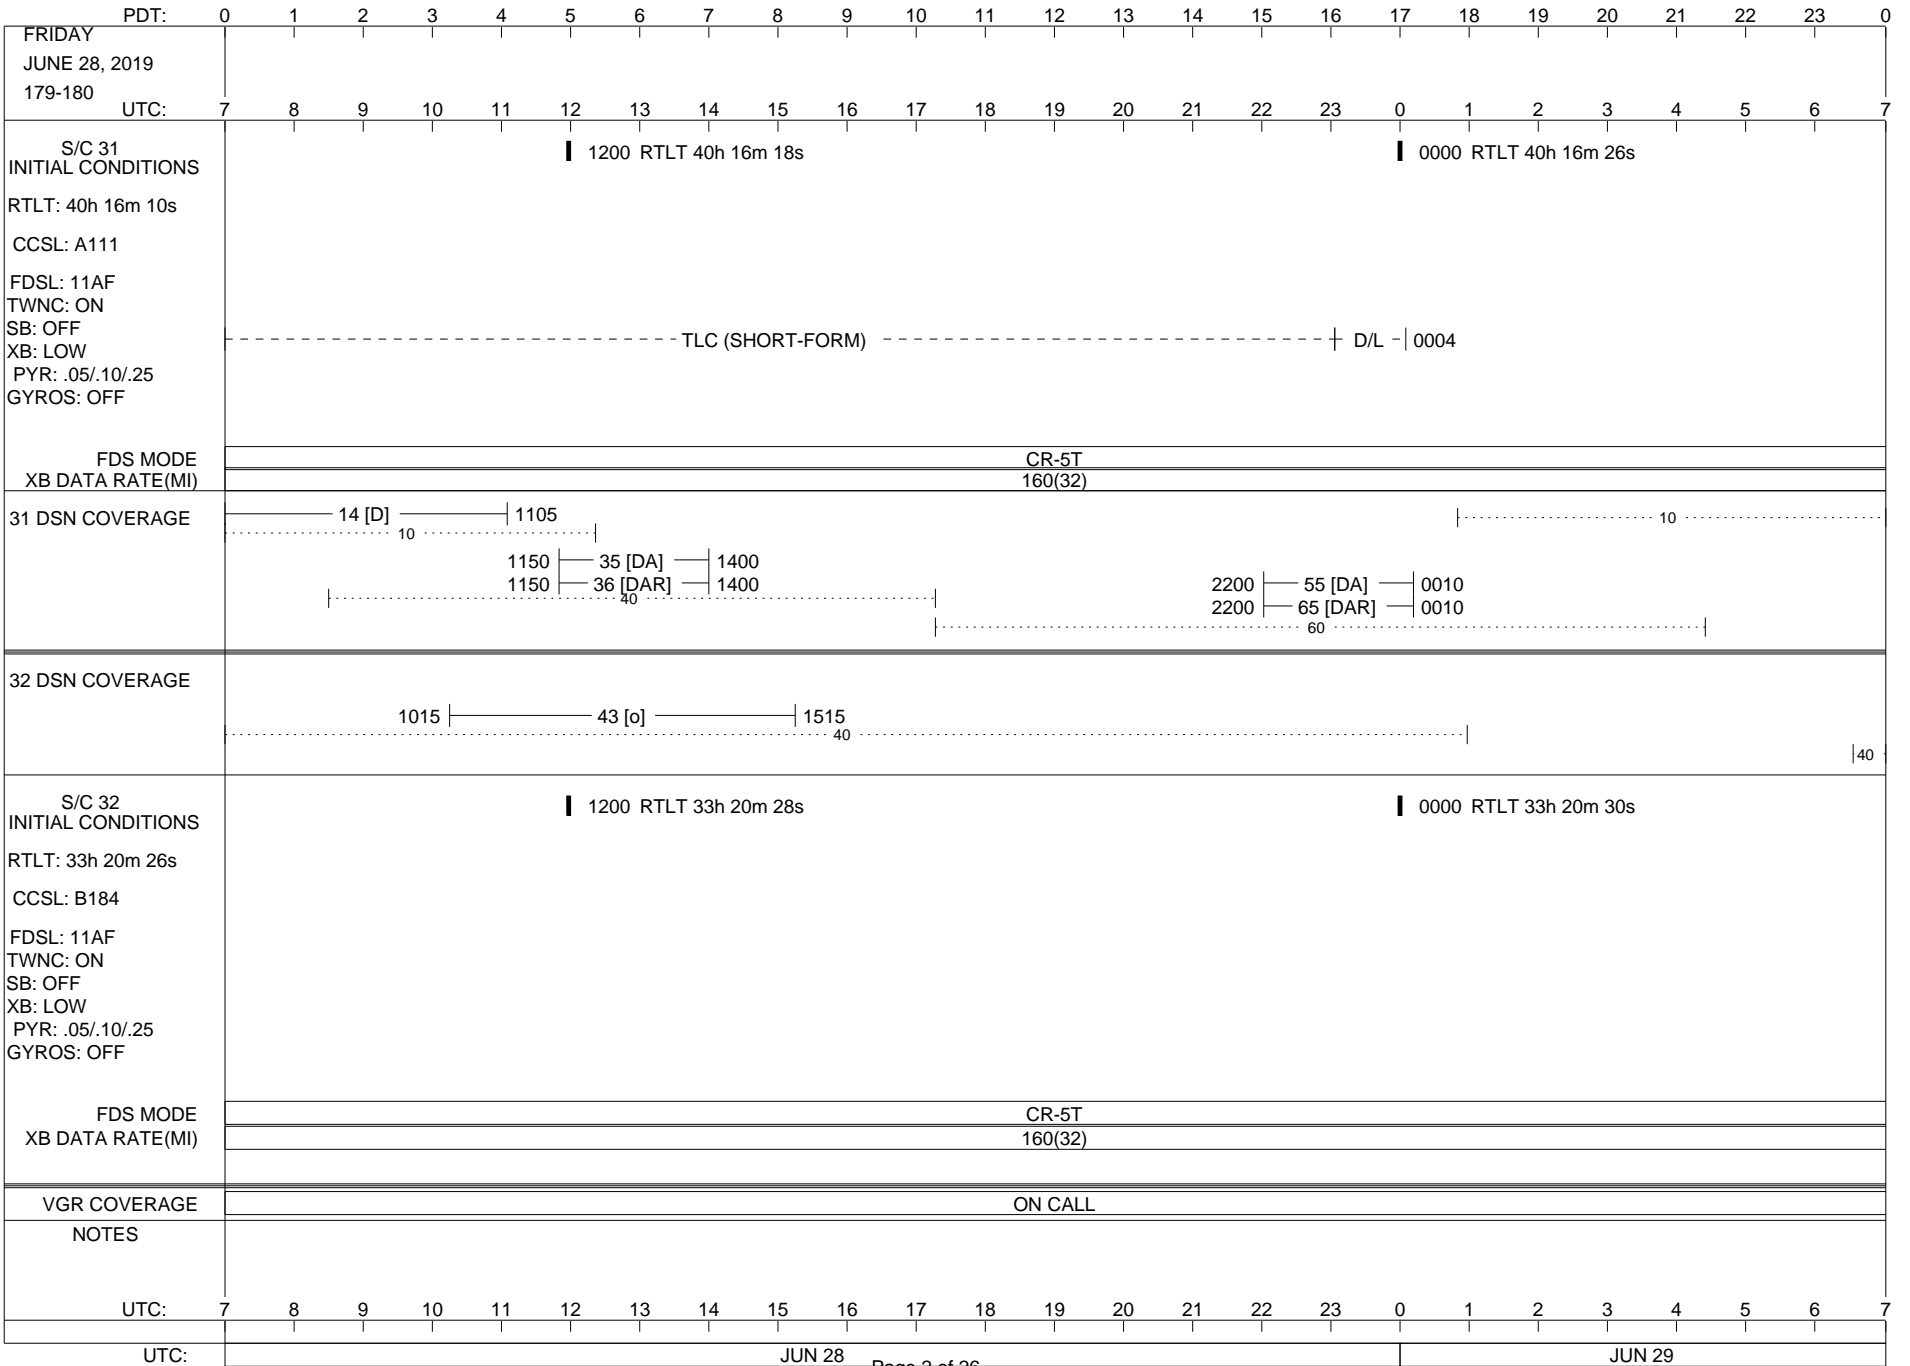 PDT: 0 1 2 3 4 5 6 7 8 9 10 11 12 13 14 15 16 17 18 19 20 21 22 23 0
FRIDAY
JUNE 28, 2019
179-180
UTC: 7 8 9 10 11 12 13 14 15 16 17 18 19 20 21 22 23 0 1 2 3 4 5 6 7
S/C 31
INITIAL CONDITIONS
1200 RTLT 40h 16m 18s
0000 RTLT 40h 16m 26s
RTLT: 40h 16m 10s
CCSL: A111
FDSL: 11AF
TWNC: ON
SB: OFF
XB: LOW
PYR: .05/.10/.25
GYROS: OFF
TLC (SHORT-FORM) D/L 0004
FDS MODE CR-5T
XB DATA RATE(MI) 160(32)
31 DSN COVERAGE
14 [D] 1105
10
10
1150 35 [DA] 1400
1150 36 [DAR] 1400
40
2200 55 [DA] 0010
2200 65 [DAR] 0010
60
32 DSN COVERAGE
1015 43 [o] 1515
40
40
S/C 32
INITIAL CONDITIONS
1200 RTLT 33h 20m 28s
0000 RTLT 33h 20m 30s
RTLT: 33h 20m 26s
CCSL: B184
FDSL: 11AF
TWNC: ON
SB: OFF
XB: LOW
PYR: .05/.10/.25
GYROS: OFF
FDS MODE CR-5T
XB DATA RATE(MI) 160(32)
VGR COVERAGE ON CALL
NOTES
UTC: 7 8 9 10 11 12 13 14 15 16 17 18 19 20 21 22 23 0 1 2 3 4 5 6 7
UTC: JUN 28 JUN 29